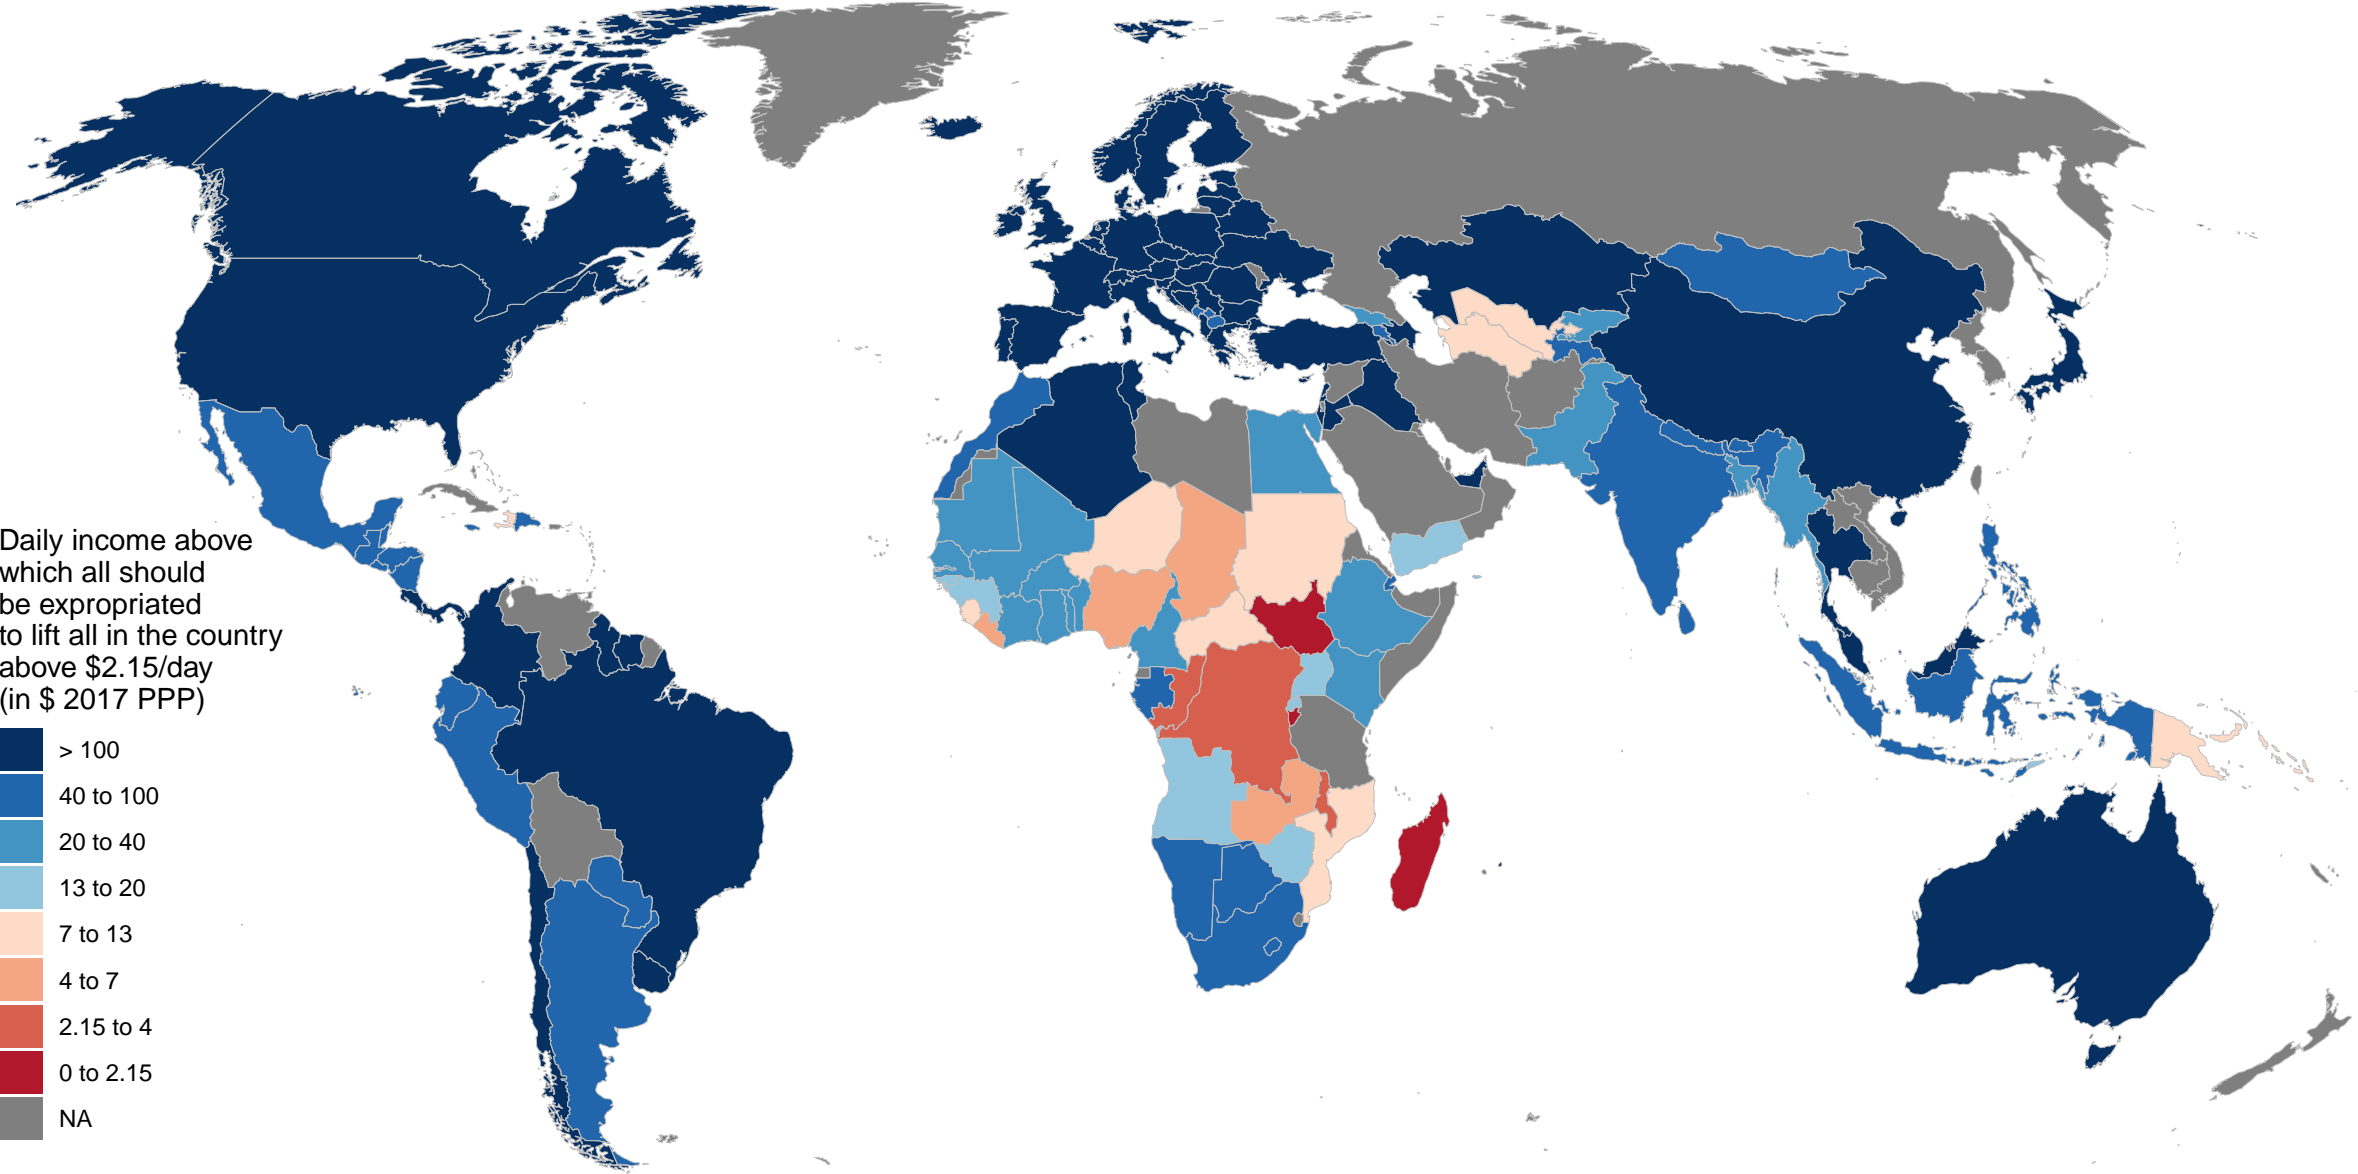 Daily income above
which all should
be expropriated
to lift all in the country
above $2.15/day
(in $ 2017 PPP)
> 100
40 to 100
20 to 40
13 to 20
7 to 13
4 to 7
2.15 to 4
0 to 2.15
NA